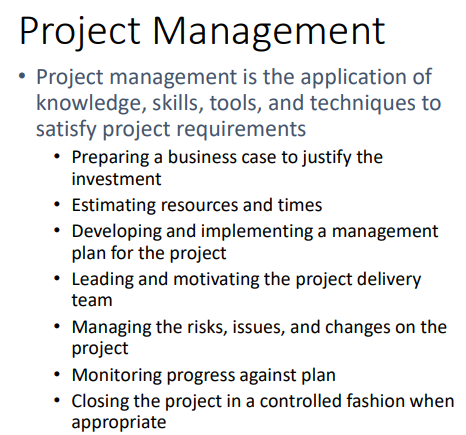 Project Management
• Project management is the application of
knowledge, skills, tools, and techniques to
satisfy project requirements
• Preparing a business case to justify the
investment
• Estimating resources and times
• Developing and implementing a management
plan for the project
• Leading and motivating the project delivery
team
• Managing the risks, issues, and changes on the
project
• Monitoring progress against plan
• Closing the project in a controlled fashion when
appropriate